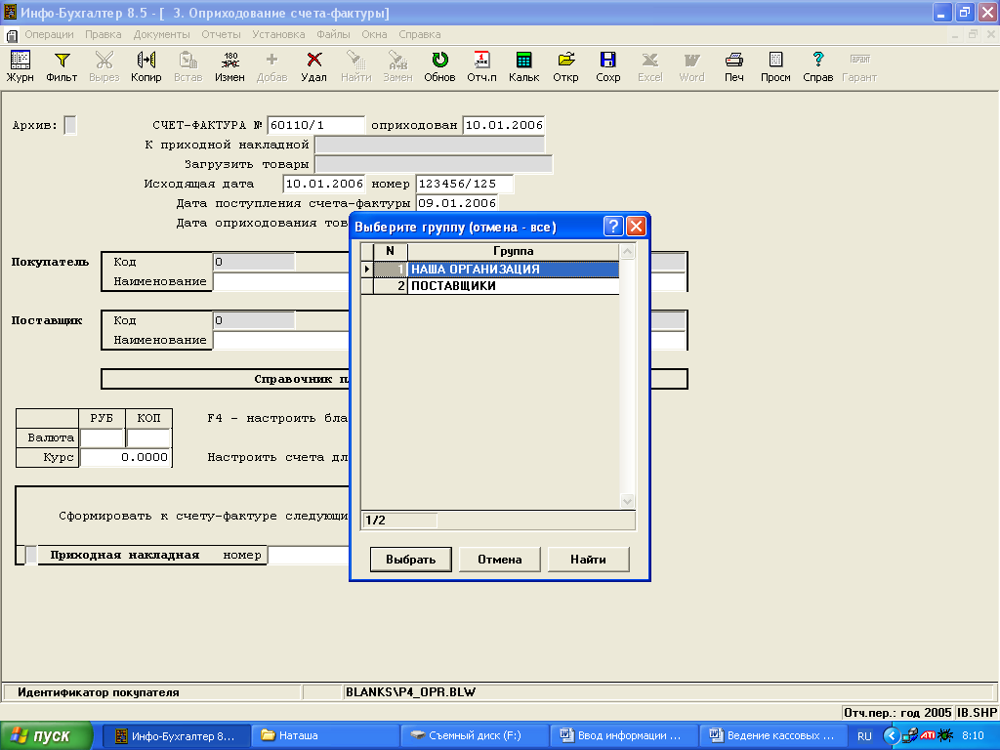 Инфо-Бухгалтер 8.5 - [ 3. Оприходование счета-фактуры]
Операции Правка Документы Отчеты Установка Файлы Окна Справка
Журн Фильт Вырез Копир Встав Измен Добав Удал Найти Замен Обнов Отч.п Кальк Откр Сохр Excel Word Печ Просм Справ Гарант
Архив: СЧЕТ-ФАКТУРА № 60110/1 оприходован 10.01.2006
К приходной накладной
Загрузить товары
Исходящая дата 10.01.2006 номер 123456/125
Дата поступления счета-фактуры 09.01.2006
Дата оприходования тов
Выберите группу (отмена - все)
N Группа
1 НАША ОРГАНИЗАЦИЯ
2 ПОСТАВЩИКИ
1/2
Выбрать Отмена Найти
Покупатель Код 0
Наименование
Поставщик Код 0
Наименование
Справочник п
РУБ КОП F4 - настроить бла
Валюта
Курс 0.0000 Настроить счета дл
Сформировать к счету-фактуре следующи
Приходная накладная номер
Идентификатор покупателя BLANKS\P4_OPR.BLW
Отч.пер.: год 2005 IB.SHP
пуск Инфо-Бухгалтер 8... Наташа Съемный диск (F:) Ввод информации ... Ведение кассовых ... RU 8:10